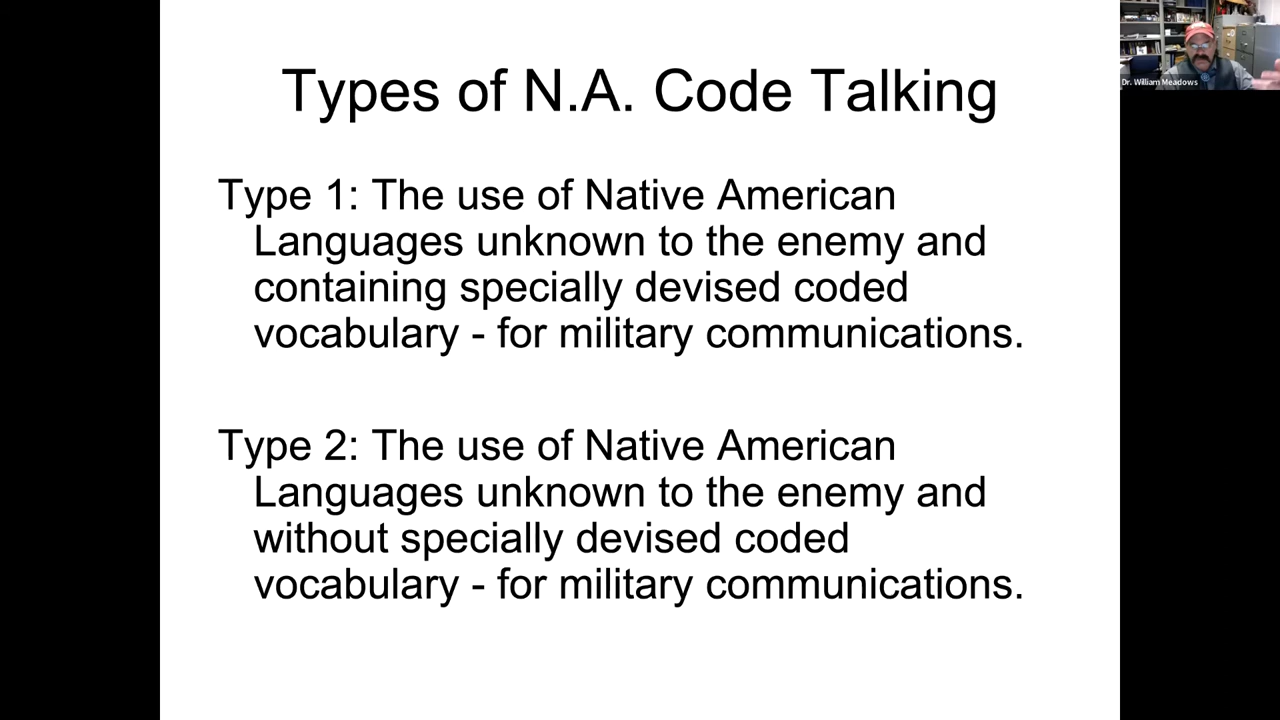 Types of N.A. Code Talking
Dr. William Meadows
Type 1: The use of Native American
Languages unknown to the enemy and
containing specially devised coded
vocabulary - for military communications.
Type 2: The use of Native American
Languages unknown to the enemy and
without specially devised coded
vocabulary - for military communications.